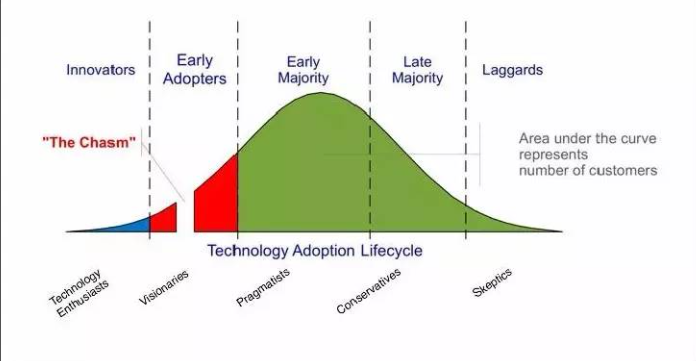 Innovators
Early
Adopters
Early
Majority
Late
Majority
Laggards
"The Chasm"
Area under the curve
represents
number of customers
Technology Adoption Lifecycle
Technology
Enthusiasts
Visionaries
Pragmatists
Conservatives
Skeptics